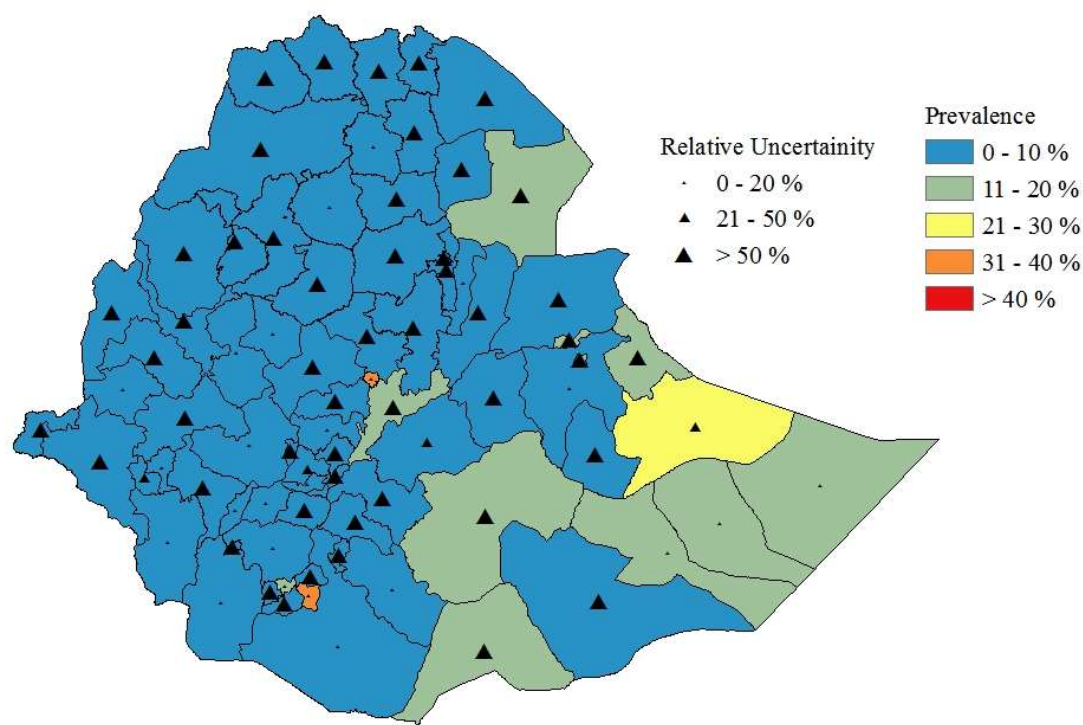 Relative Uncertainity
0 - 20 %
21 - 50 %
> 50 %
Prevalence
0 - 10 %
11 - 20 %
21 - 30 %
31 - 40 %
> 40 %